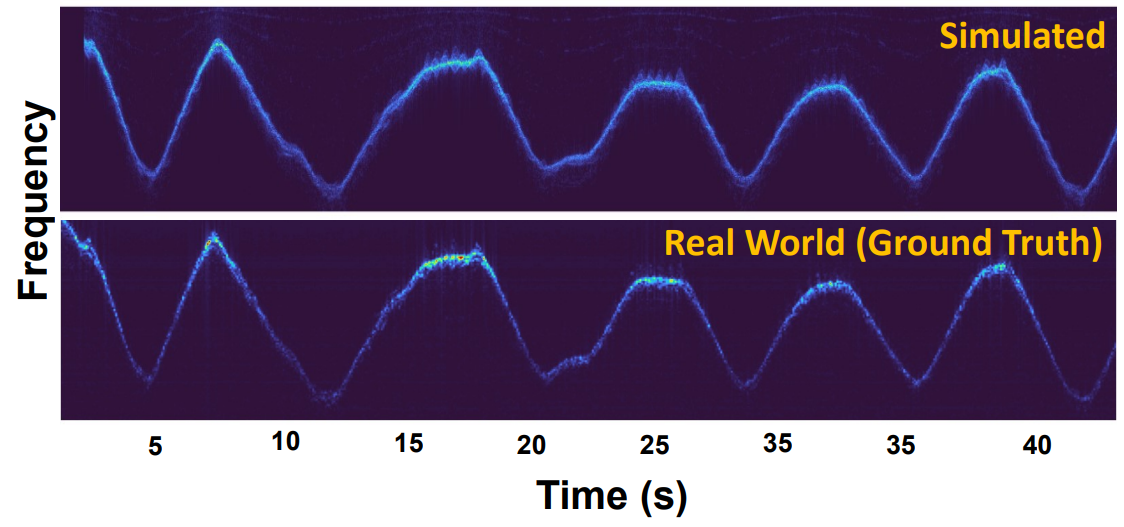 Simulated
Frequency
Real World (Ground Truth)
5 10 15 20 25 35 35 40
Time (s)